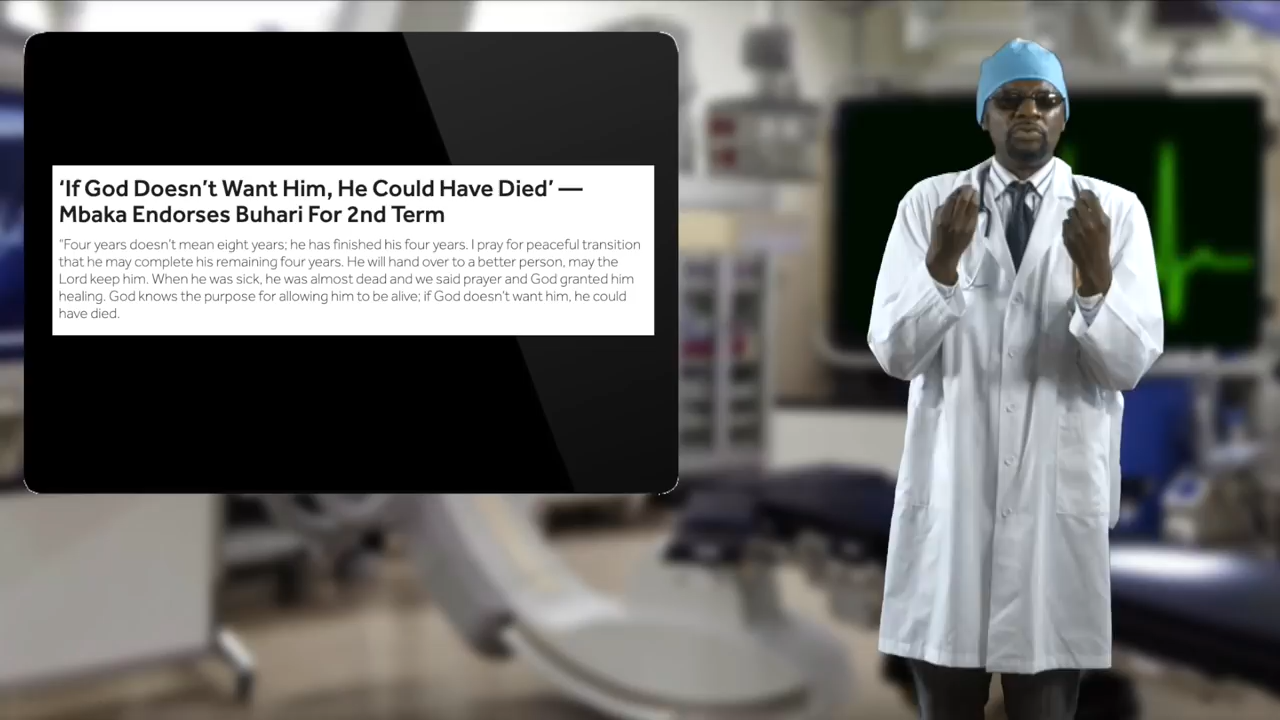 ‘If God Doesn’t Want Him, He Could Have Died’ —
Mbaka Endorses Buhari For 2nd Term
“Four years doesn’t mean eight years; he has finished his four years. I pray for peaceful transition
that he may complete his remaining four years. He will hand over to a better person, may the
Lord keep him. When he was sick, he was almost dead and we said prayer and God granted him
healing. God knows the purpose for allowing him to be alive; if God doesn’t want him, he could
have died.